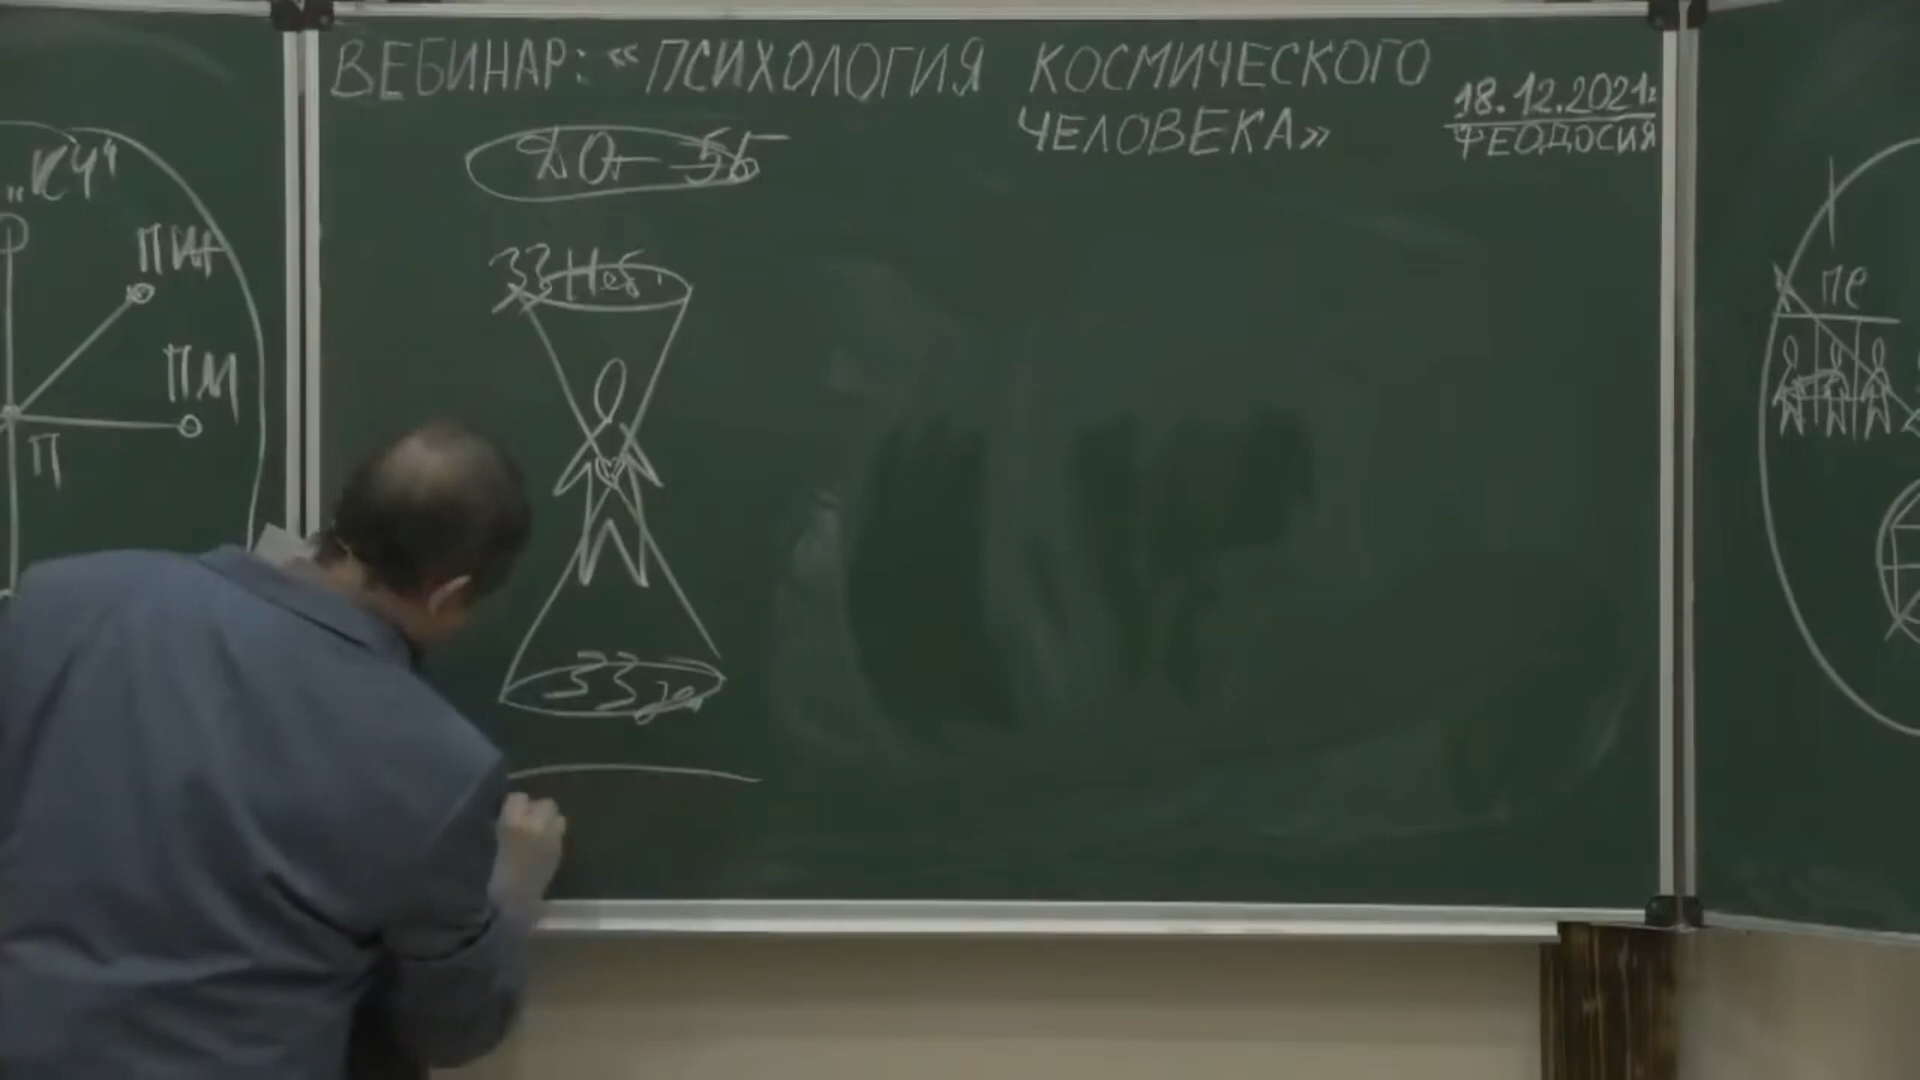 ВЕБИНАР: "ПСИХОЛОГИЯ КОСМИЧЕСКОГО
ЧЕЛОВЕКА»
18.12.2021г
ФЕОДОСИЯ
33 Неб.
33
„КЧ"
ПИ
ПМ
П
пе